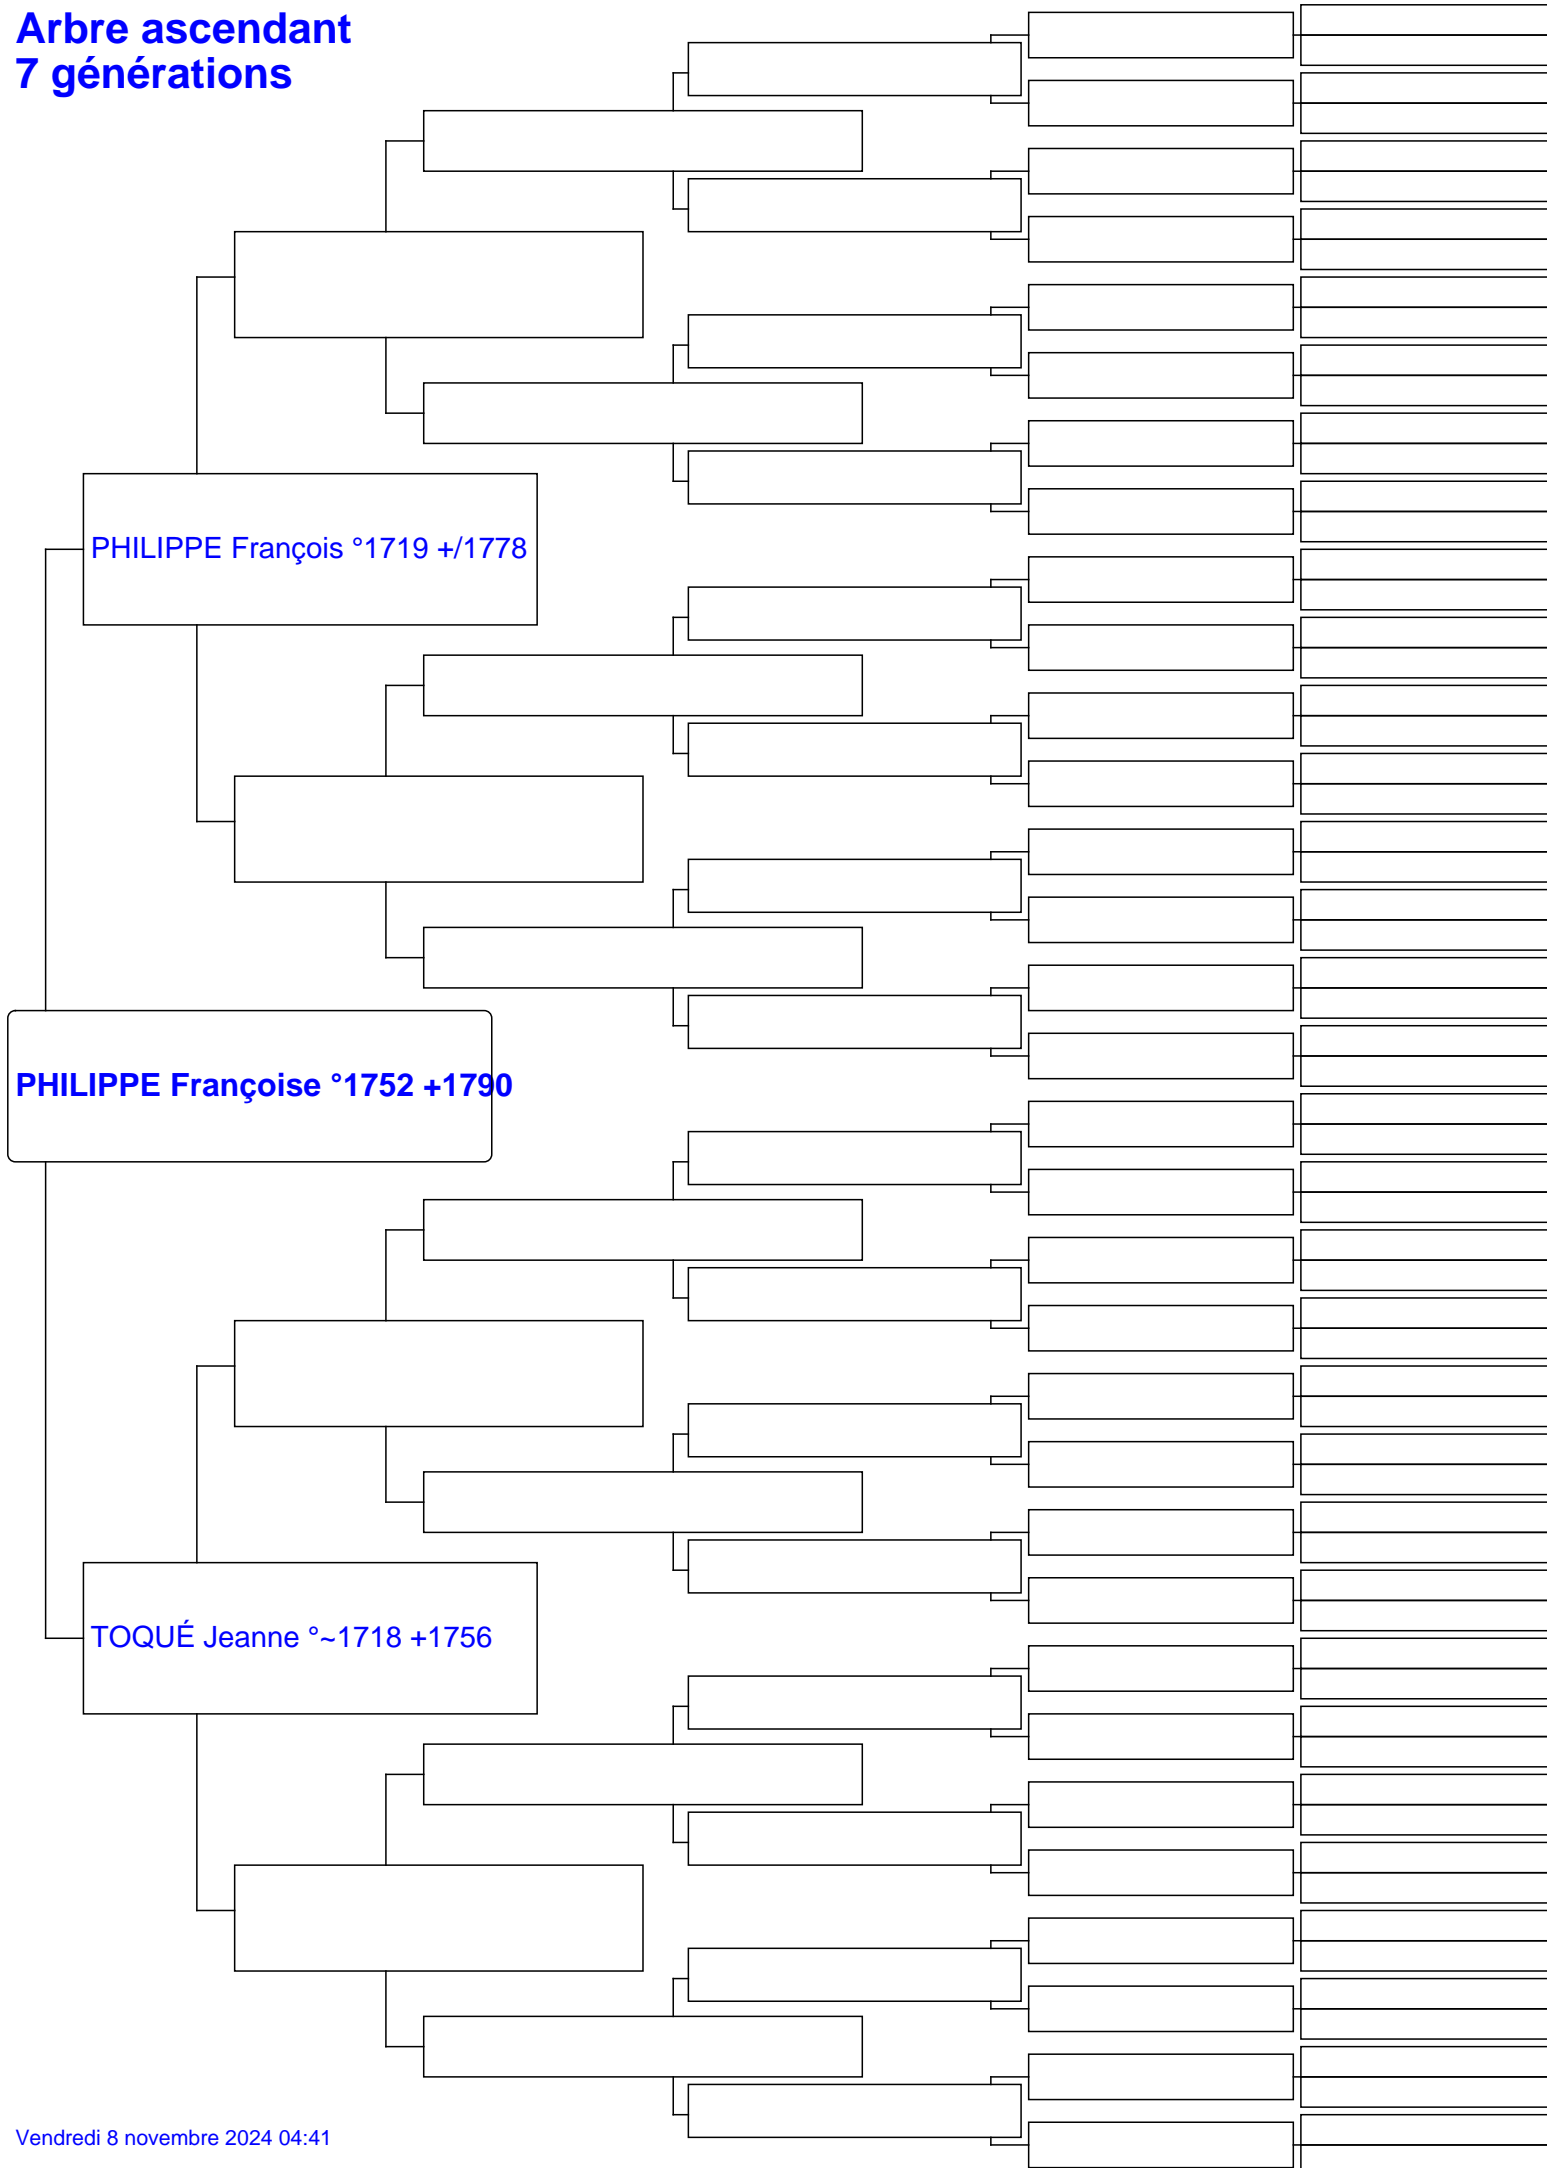 Arbre ascendant
7 générations
PHILIPPE François °1719 +/1778
PHILIPPE Françoise °1752 +1790
TOQUÉ Jeanne °~1718 +1756
Vendredi 8 novembre 2024 04:41